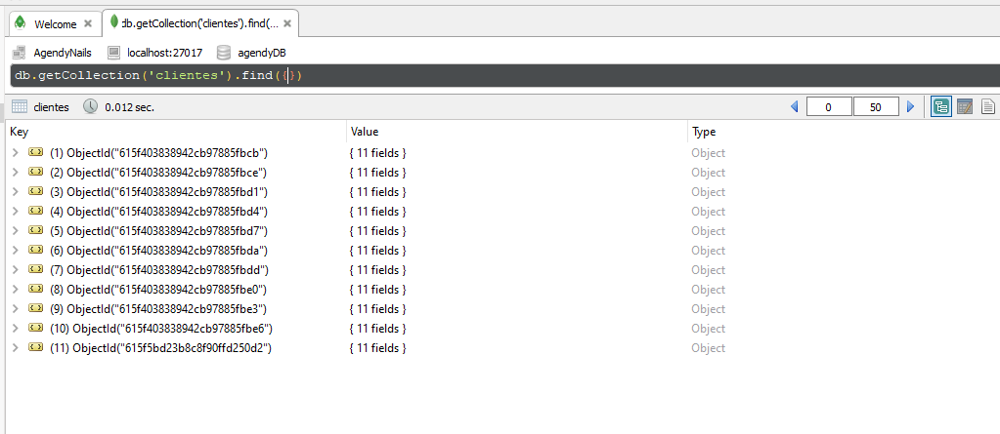 Welcome
db.getCollection('clientes').find(...
AgendyNails localhost:27017 agendyDB
db.getCollection('clientes').find({})
clientes 0.012 sec. 0 50
Key Value Type
(1) ObjectId("615f403838942cb97885fbcb") { 11 fields } Object
(2) ObjectId("615f403838942cb97885fbce") { 11 fields } Object
(3) ObjectId("615f403838942cb97885fbd1") { 11 fields } Object
(4) ObjectId("615f403838942cb97885fbd4") { 11 fields } Object
(5) ObjectId("615f403838942cb97885fbd7") { 11 fields } Object
(6) ObjectId("615f403838942cb97885fbda") { 11 fields } Object
(7) ObjectId("615f403838942cb97885fbdd") { 11 fields } Object
(8) ObjectId("615f403838942cb97885fbe0") { 11 fields } Object
(9) ObjectId("615f403838942cb97885fbe3") { 11 fields } Object
(10) ObjectId("615f403838942cb97885fbe6") { 11 fields } Object
(11) ObjectId("615f5bd23b8c8f90ffd250d2") { 11 fields } Object